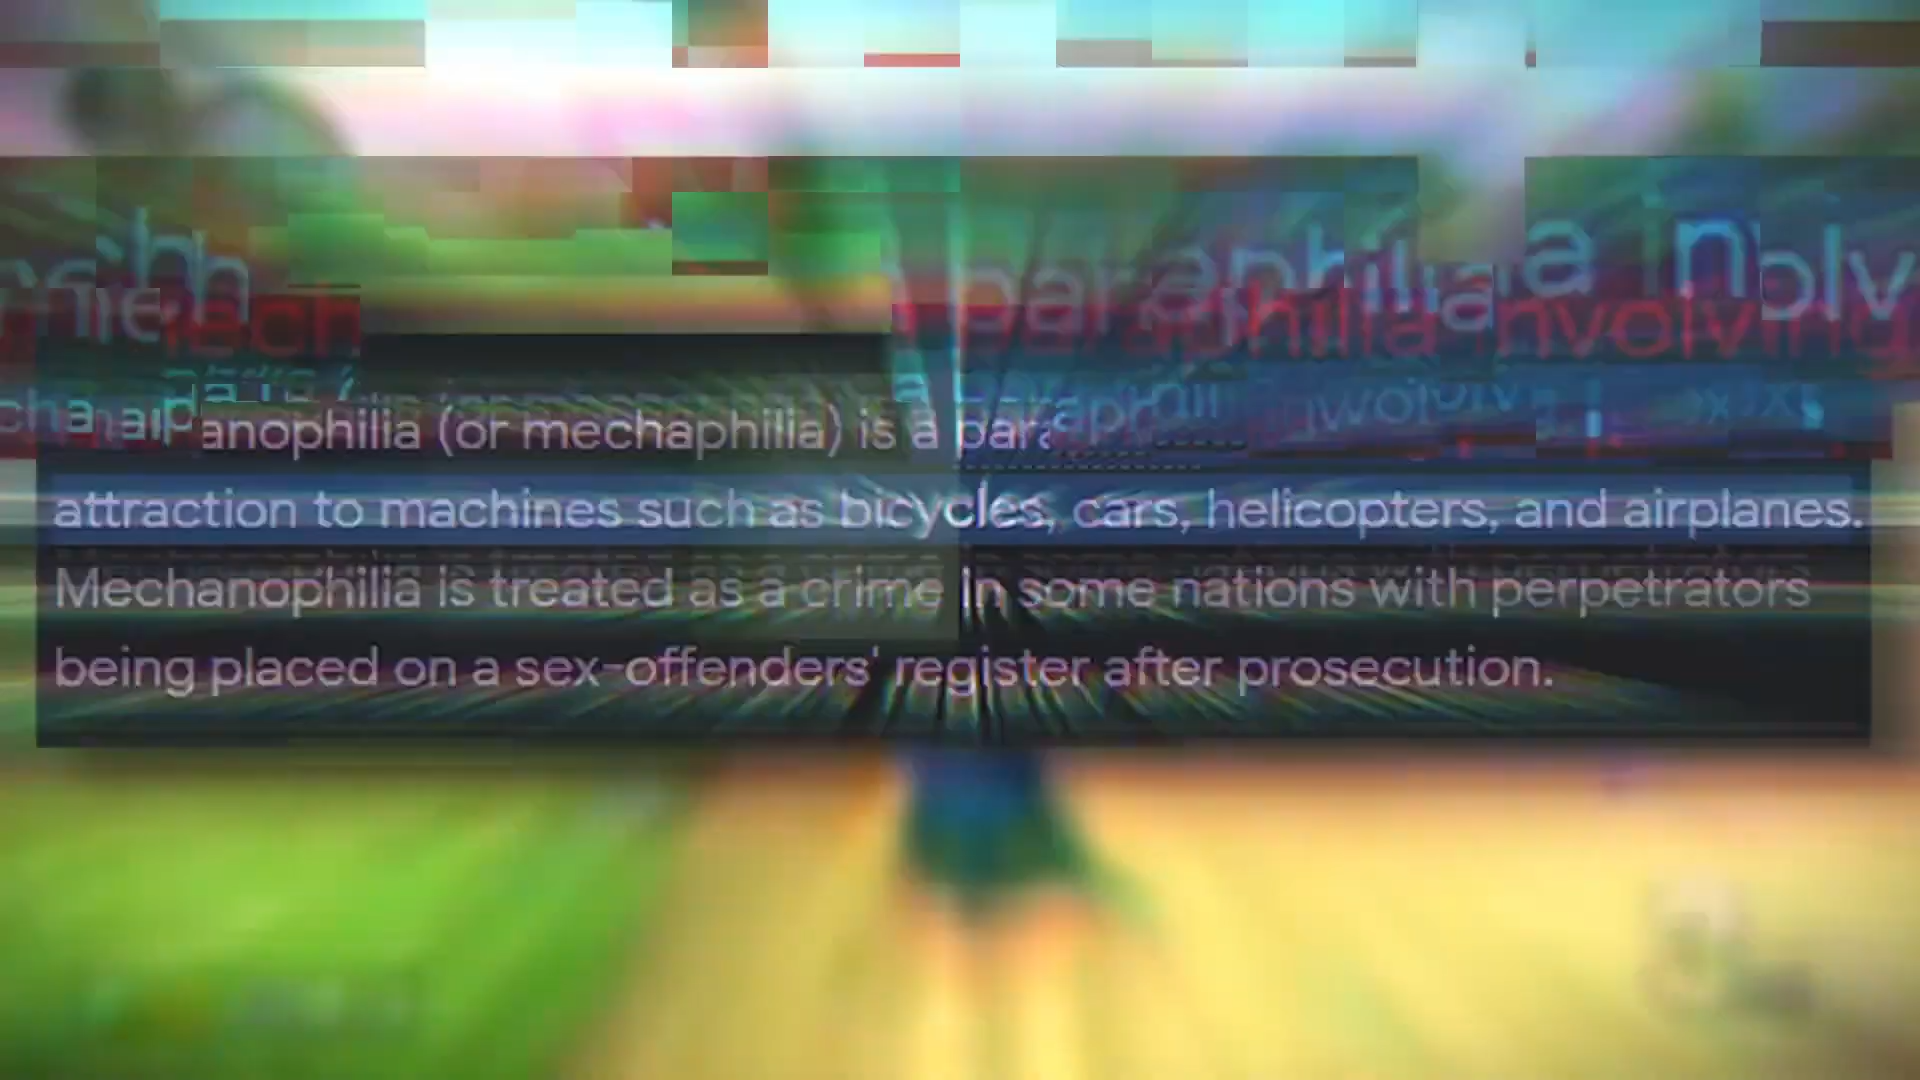 paraphilia involving
anophilia (or mechaphilia) is a
attraction to machines such as bicycles, cars, helicopters, and airplanes.
Mechanophilia is treated as a crime in some nations with perpetrators
being placed on a sex-offenders' register after prosecution.